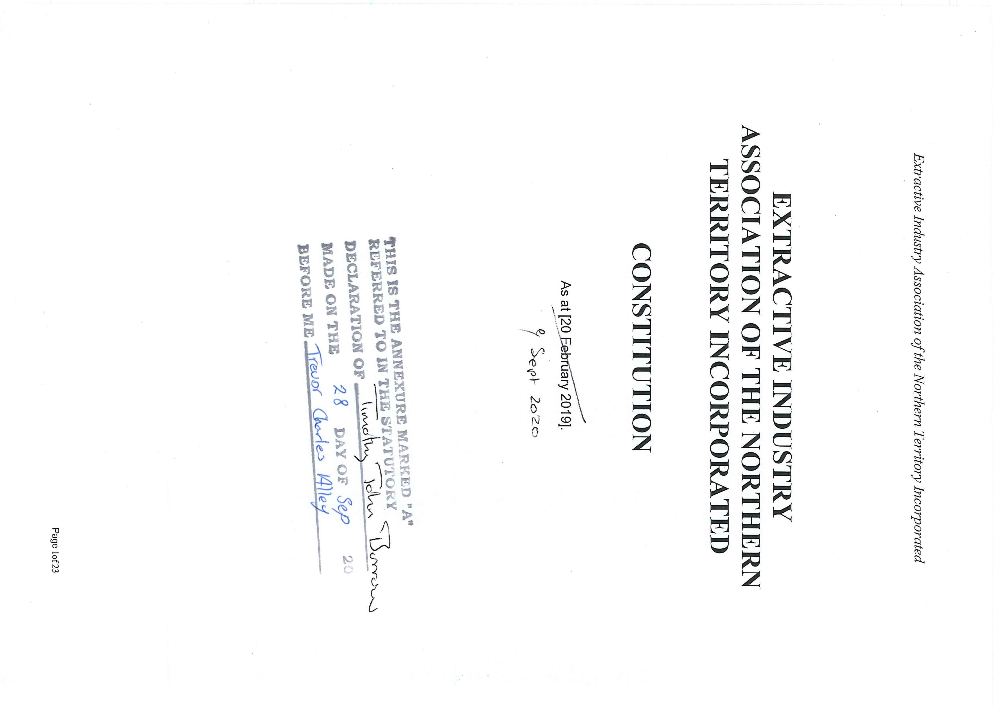 Extractive Industry Association of the Northern Territory Incorporated
EXTRACTIVE INDUSTRY
ASSOCIATION OF THE NORTHERN
TERRITORY INCORPORATED
CONSTITUTION
As at [20 February 2019].
9 Sept 2020
THIS IS THE ANNEXURE MARKED "A"
REFERRED TO IN THE STATUTORY
DECLARATION OF Timothy John Burrow
MADE ON THE 28 DAY OF Sep 20
BEFORE ME Trevor Charles Alley
Page 1of 23